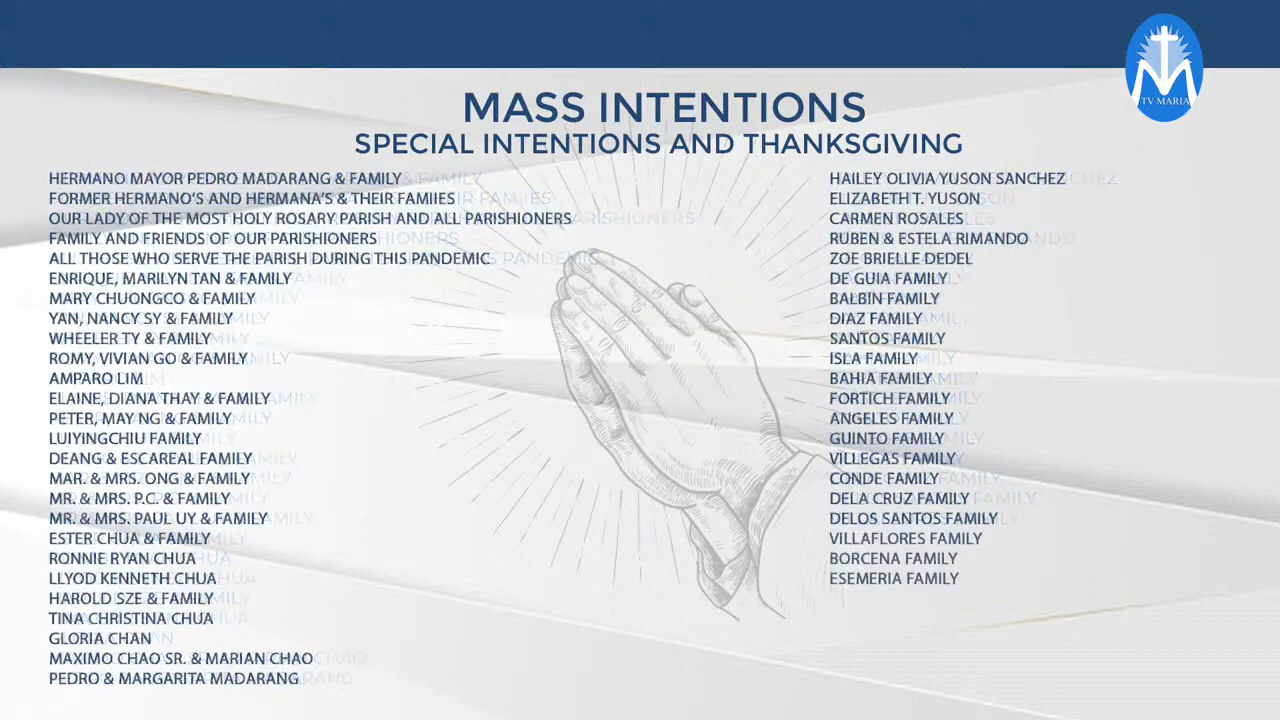 TV MARIA
MASS INTENTIONS
SPECIAL INTENTIONS AND THANKSGIVING
HERMANO MAYOR PEDRO MADARANG & FAMILY
FORMER HERMANO'S AND HERMANA'S & THEIR FAMIIES
OUR LADY OF THE MOST HOLY ROSARY PARISH AND ALL PARISHIONERS
FAMILY AND FRIENDS OF OUR PARISHIONERS
ALL THOSE WHO SERVE THE PARISH DURING THIS PANDEMIC
ENRIQUE, MARILYN TAN & FAMILY
MARY CHUONGCO & FAMILY
YAN, NANCY SY & FAMILY
WHEELER TY & FAMILY
ROMY, VIVIAN GO & FAMILY
AMPARO LIM
ELAINE, DIANA THAY & FAMILY
PETER, MAY NG & FAMILY
LUIYINGCHIU FAMILY
DEANG & ESCAREAL FAMILY
MAR. & MRS. ONG & FAMILY
MR. & MRS. P.C. & FAMILY
MR. & MRS. PAUL UY & FAMILY
ESTER CHUA & FAMILY
RONNIE RYAN CHUA
LLYOD KENNETH CHUA
HAROLD SZE & FAMILY
TINA CHRISTINA CHUA
GLORIA CHAN
MAXIMO CHAO SR. & MARIAN CHAO
PEDRO & MARGARITA MADARANG
HAILEY OLIVIA YUSON SANCHEZ
ELIZABETH T. YUSON
CARMEN ROSALES
RUBEN & ESTELA RIMANDO
ZOE BRIELLE DEDEL
DE GUIA FAMILY
BALBIN FAMILY
DIAZ FAMILY
SANTOS FAMILY
ISLA FAMILY
BAHIA FAMILY
FORTICH FAMILY
ANGELES FAMILY
GUINTO FAMILY
VILLEGAS FAMILY
CONDE FAMILY
DELA CRUZ FAMILY
DELOS SANTOS FAMILY
VILLAFLORES FAMILY
BORCENA FAMILY
ESEMERIA FAMILY